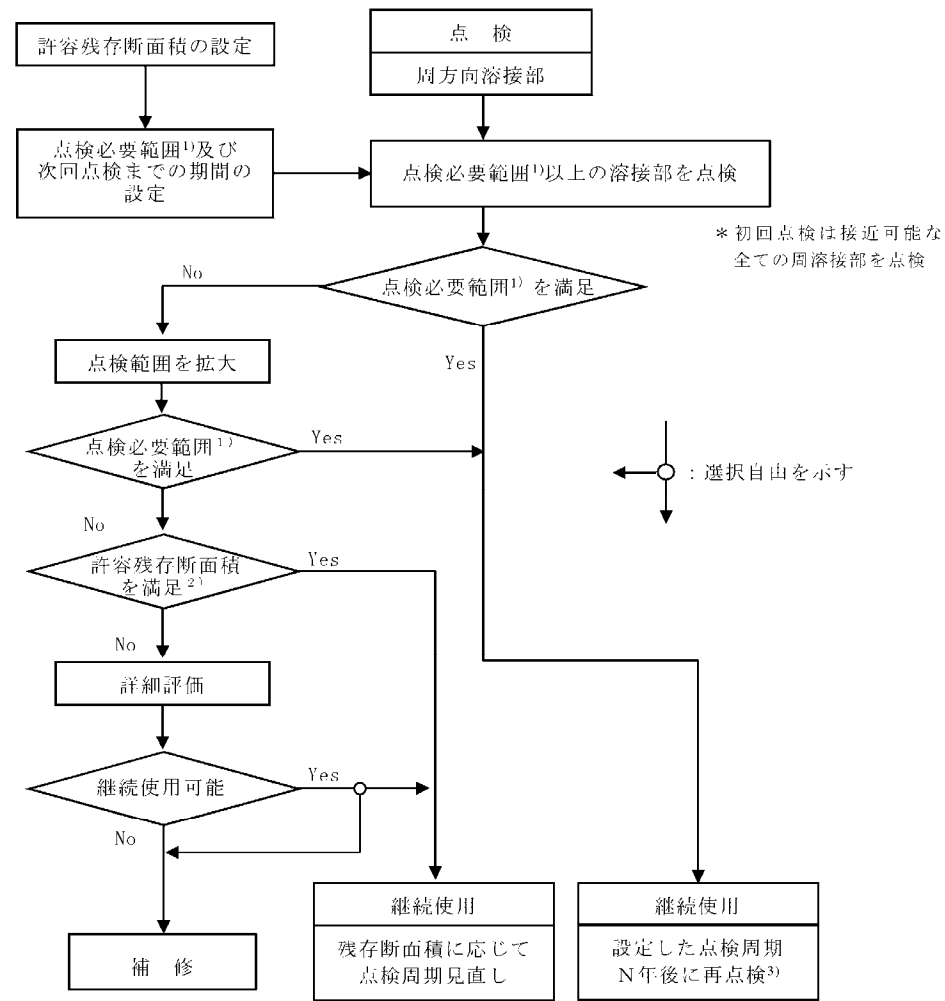 許容残存断面積の設定
点　検
周方向溶接部
点検必要範囲¹⁾及び
次回点検までの期間の
設定
点検必要範囲¹⁾以上の溶接部を点検
＊初回点検は接近可能な
全ての周溶接部を点検
No
点検必要範囲¹⁾を満足
Yes
点検範囲を拡大
点検必要範囲¹⁾
を満足
Yes
：選択自由を示す
No
許容残存断面積
を満足²⁾
Yes
No
詳細評価
継続使用可能
Yes
No
継続使用
残存断面積に応じて
点検周期見直し
継続使用
設定した点検周期
N年後に再点検³⁾
補　修